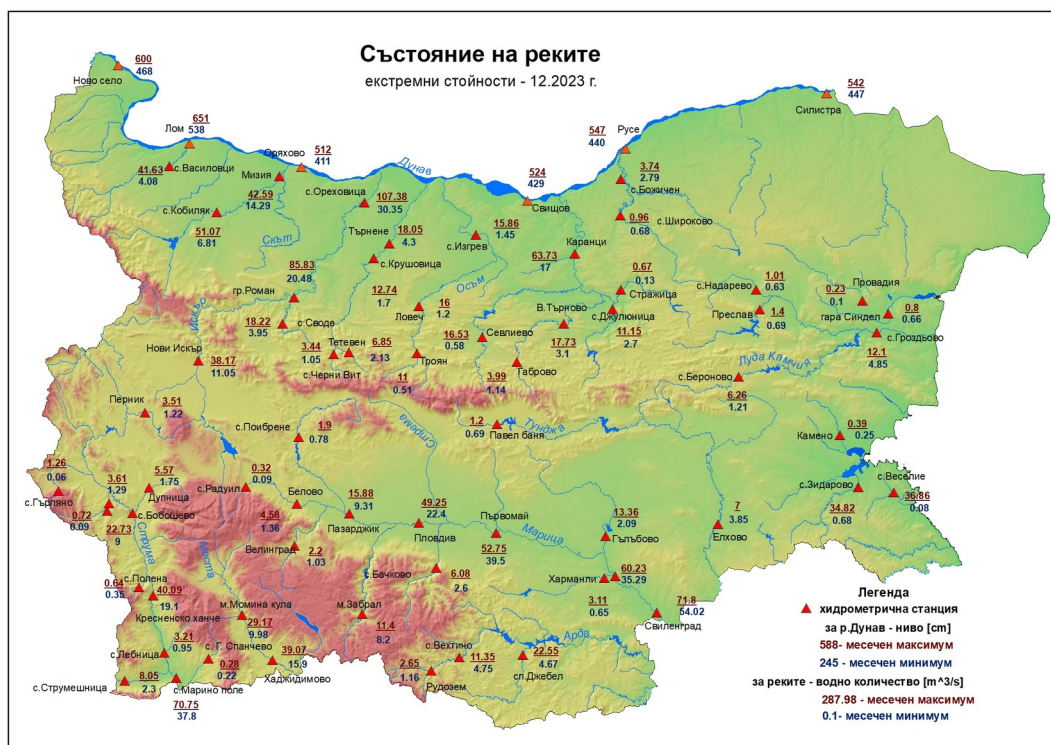 Състояние на реките
екстремни стойности - 12.2023 г.
600
468
Ново село
542
447
Силистра
651
538
Лом
547
440
Русе
512
411
Оряхово
Дунав
524
429
Свищов
41.63
4.08
с.Василовци
Мизия
42.59
14.29
с.Ореховица
107.38
30.35
3.74
2.79
с.Божичен
с.Кобиляк
51.07
6.81
Скът
Търнене
18.05
4.3
15.86
1.45
с.Изгрев
0.96
0.68
с.Широково
Каранци
63.73
17
с.Крушовица
12.74
1.7
85.83
20.48
гр.Роман
Осъм
0.67
0.13
Стражица
с.Надарево
1.01
0.63
Провадия
0.23
0.1
Искър
16
1.2
Ловеч
В.Търново
с.Джулюница
11.15
2.7
Преслав
1.4
0.69
гара Синдел
0.8
0.66
18.22
3.95
с.Своде
16.53
0.58
Севлиево
17.73
3.1
с.Гроздьово
12.1
4.85
Нови Искър
38.17
11.05
3.44
1.05
Тетевен
6.85
2.13
с.Черни Вит
Троян
11
0.51
3.99
1.14
Габрово
Луда Камчия
с.Бероново
6.26
1.21
Перник
3.51
1.22
с.Поибрене
1.9
0.78
Стряма
1.2
0.69
Павел баня
Тунджа
0.39
0.25
Камено
1.26
0.06
с.Гърляно
3.61
1.29
5.57
1.75
Дупница
с.Радуил
0.32
0.09
Белово
15.88
9.31
Пазарджик
49.25
22.4
Пловдив
Първомай
52.75
39.5
Марица
13.36
2.09
Гълъбово
7
3.85
Елхово
с.Зидарово
34.82
0.68
с.Веселие
36.86
0.08
0.72
0.09
с.Бобошево
22.73
9
4.58
1.36
Велинград
2.2
1.03
Струма
Места
с.Бачково
6.08
2.6
Харманли
60.23
35.29
3.11
0.65
71.8
54.02
Свиленград
с.Полена
0.64
0.35
40.09
19.1
Кресненско ханче
м.Момина кула
29.17
9.98
м.Забрал
11.4
8.2
Арда
3.21
0.95
с.Лебница
с. Г. Спанчево
0.28
0.22
39.07
15.9
Хаджидимово
с.Вехтино
11.35
4.75
22.55
4.67
сл.Джебел
2.65
1.16
Рудозем
с.Струмешница
8.05
2.3
с.Марино поле
70.75
37.8
Легенда
хидрометрична станция
за р.Дунав - ниво [cm]
588- месечен максимум
245 - месечен минимум
за реките - водно количество [m^3/s]
287.98 - месечен максимум
0.1- месечен минимум